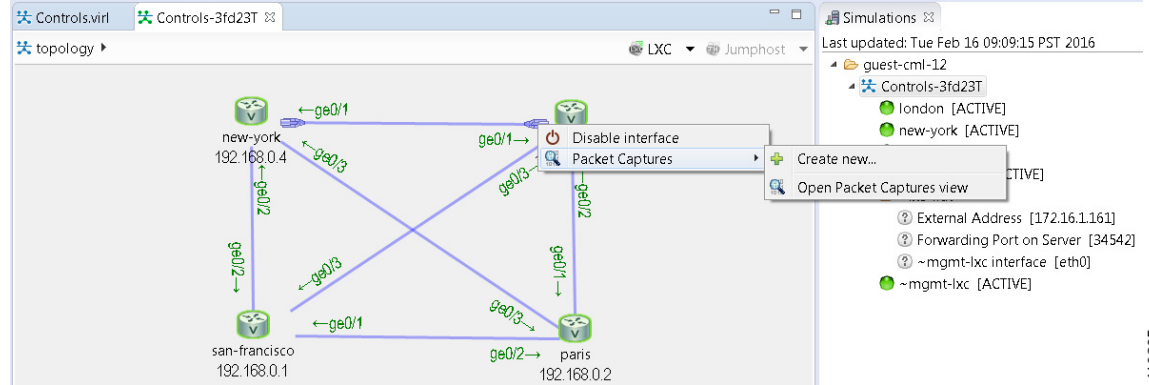 Controls.virl
Controls-3fd23T
Simulations
topology
LXC
Jumphost
Last updated: Tue Feb 16 09:09:15 PST 2016
guest-cml-12
Controls-3fd23T
london [ACTIVE]
new-york [ACTIVE]
←ge0/1
ge0/1→
new-york
192.168.0.4
Disable interface
Packet Captures
Create new...
Open Packet Captures view
CTIVE]
←ge0/3
ge0/3→
←ge0/2
←ge0/2
External Address [172.16.1.161]
Forwarding Port on Server [34542]
~mgmt-lxc interface [eth0]
~mgmt-lxc [ACTIVE]
ge0/2→
←ge0/3
ge0/1→
ge0/3→
←ge0/1
ge0/2→
san-francisco
192.168.0.1
paris
192.168.0.2